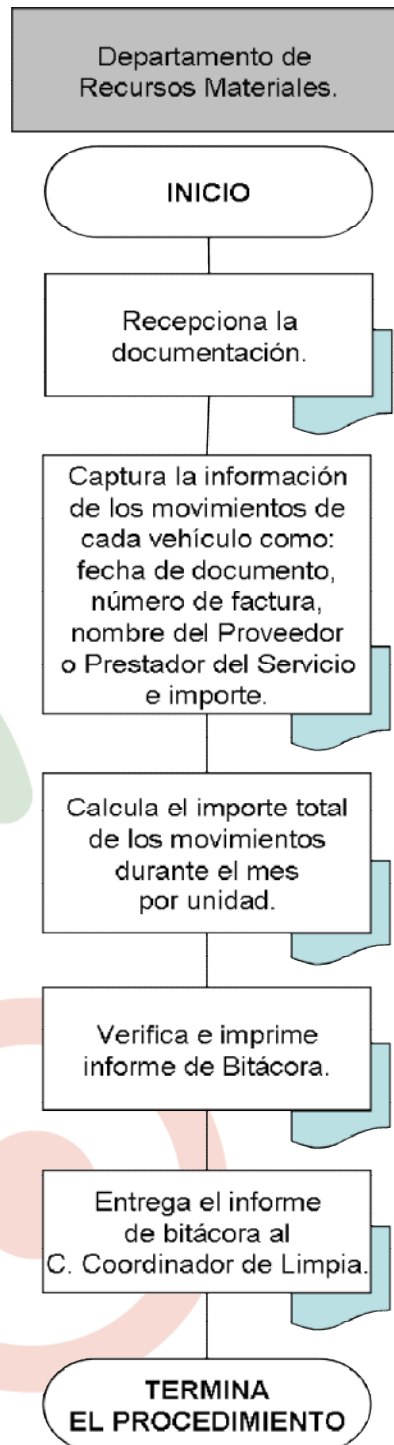 Departamento de
Recursos Materiales.
INICIO
Recepciona la
documentación.
Captura la información
de los movimientos de
cada vehículo como:
fecha de documento,
número de factura,
nombre del Proveedor
o Prestador del Servicio
e importe.
Calcula el importe total
de los movimientos
durante el mes
por unidad.
Verifica e imprime
informe de Bitácora.
Entrega el informe
de bitácora al
C. Coordinador de Limpia.
TERMINA
EL PROCEDIMIENTO